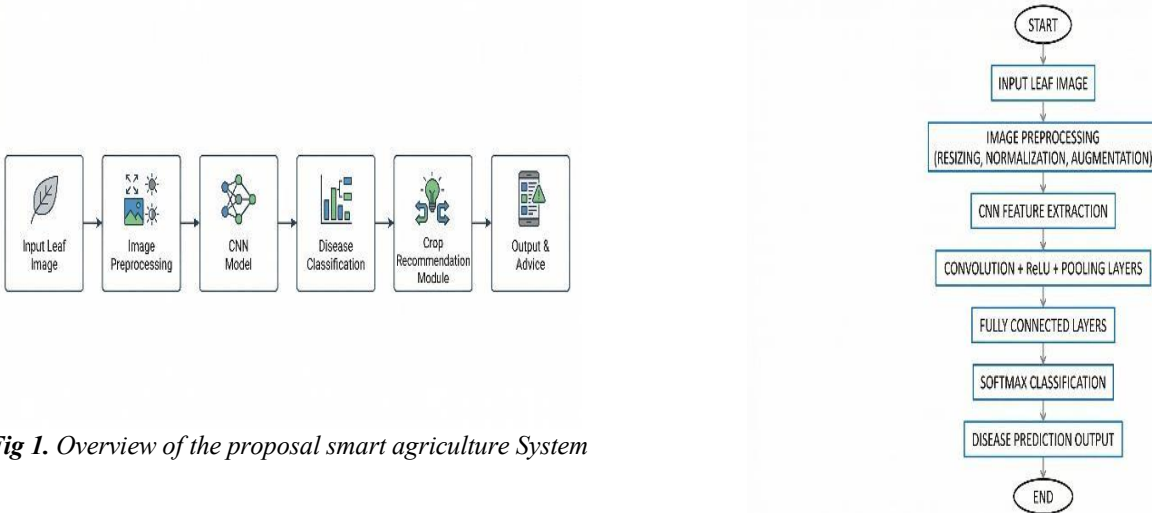 Input Leaf
Image
Image
Preprocessing
CNN
Model
Disease
Classification
Crop
Recommendation
Module
Output &
Advice
Fig 1. Overview of the proposal smart agriculture System
START
INPUT LEAF IMAGE
IMAGE PREPROCESSING
(RESIZING, NORMALIZATION, AUGMENTATION)
CNN FEATURE EXTRACTION
CONVOLUTION + ReLU + POOLING LAYERS
FULLY CONNECTED LAYERS
SOFTMAX CLASSIFICATION
DISEASE PREDICTION OUTPUT
END